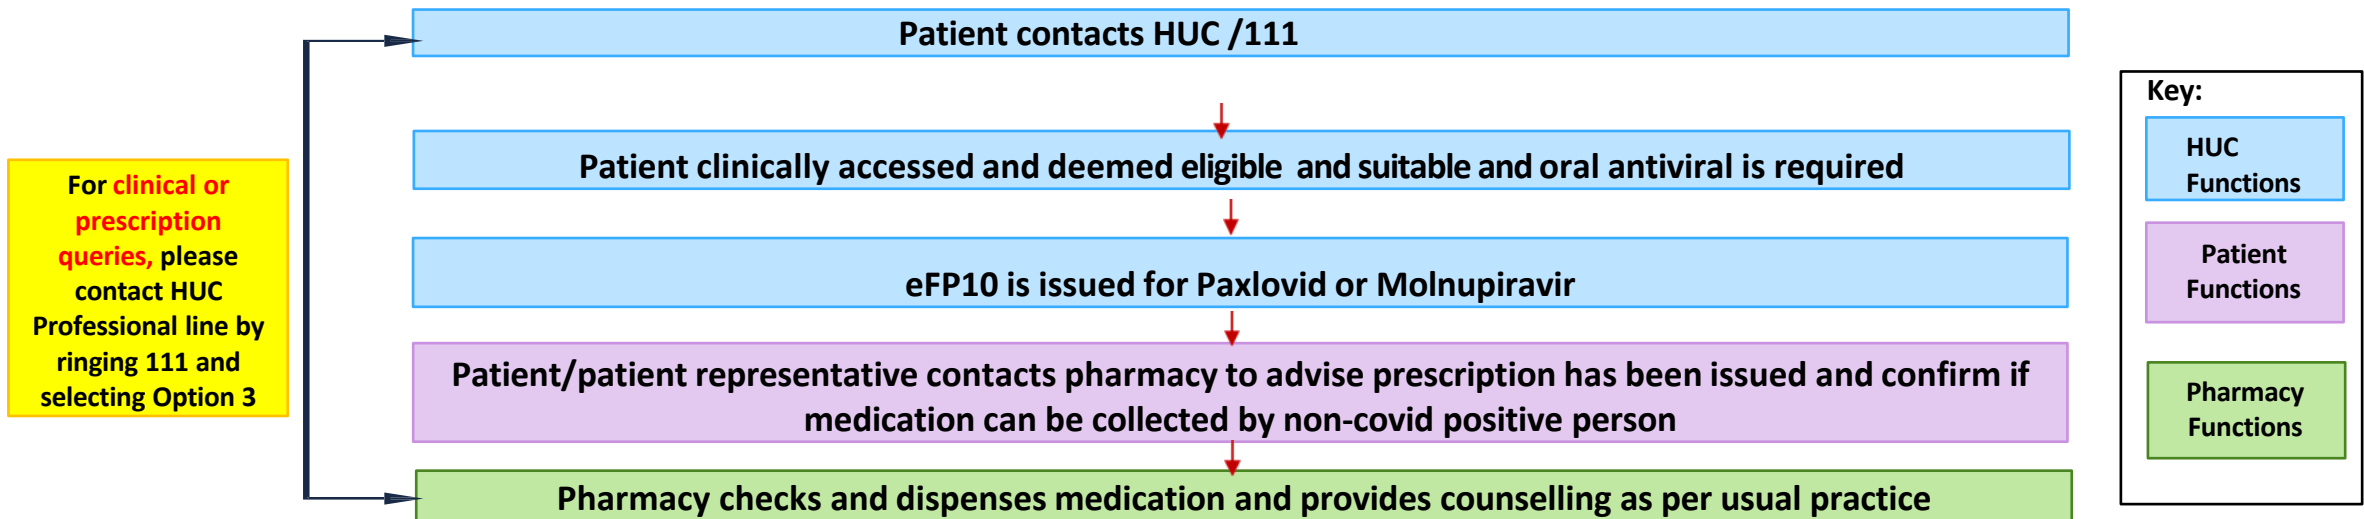 Patient contacts HUC /111
Patient clinically accessed and deemed eligible and suitable and oral antiviral is required
eFP10 is issued for Paxlovid or Molnupiravir
Patient/patient representative contacts pharmacy to advise prescription has been issued and confirm if
medication can be collected by non-covid positive person
Pharmacy checks and dispenses medication and provides counselling as per usual practice
For clinical or
prescription
queries, please
contact HUC
Professional line by
ringing 111 and
selecting Option 3
Key:
HUC
Functions
Patient
Functions
Pharmacy
Functions